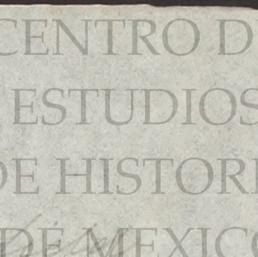 CENTRO D
ESTUDIOS
DE HISTORI
DE MEXICO